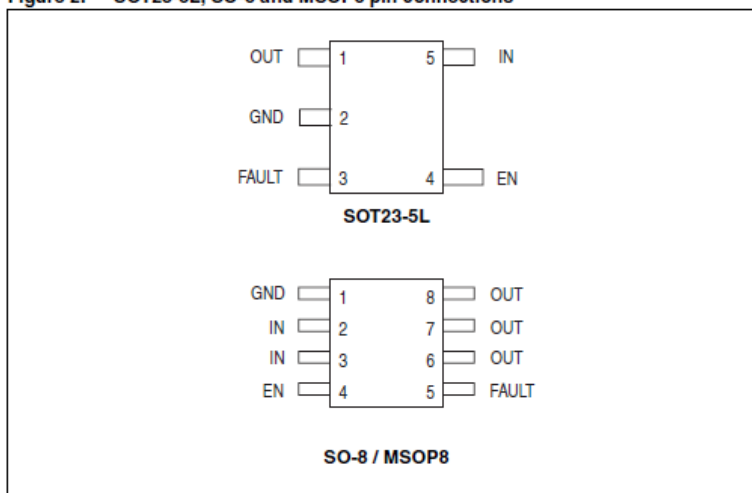 OUT 1 5 IN
GND 2
FAULT 3 4 EN
SOT23-5L
GND 1 8 OUT
IN 2 7 OUT
IN 3 6 OUT
EN 4 5 FAULT
SO-8 / MSOP8